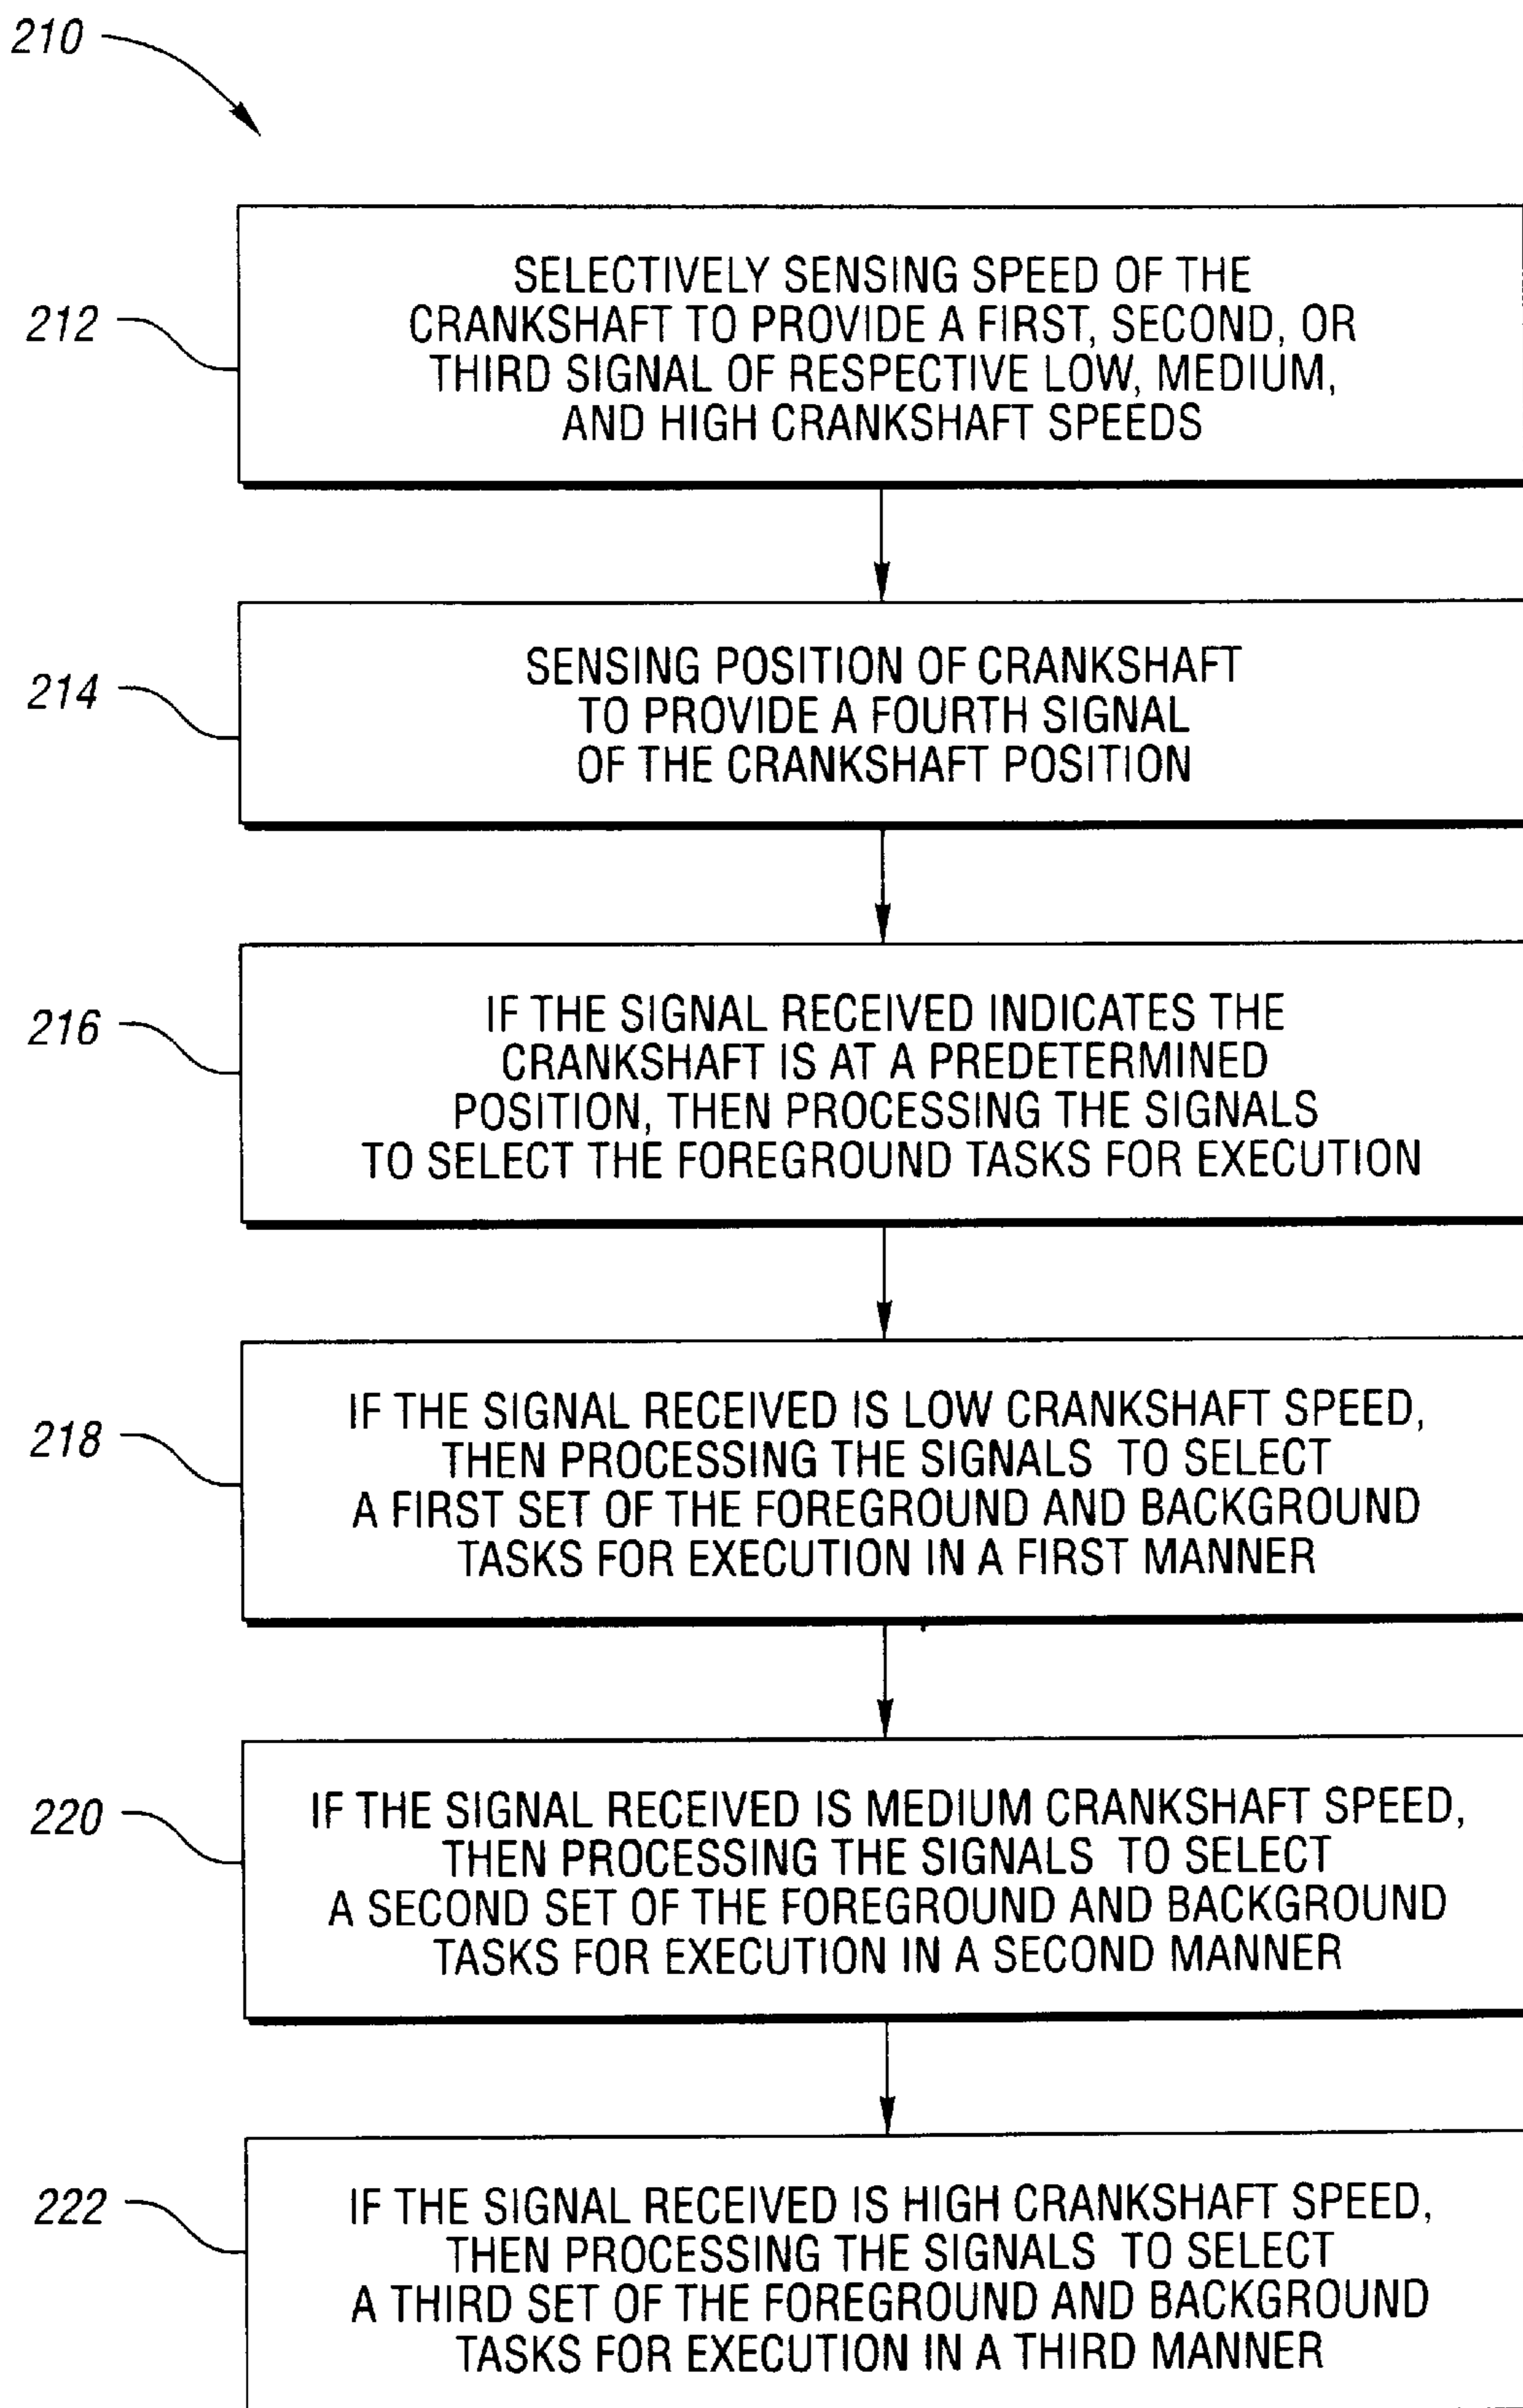 210
212
SELECTIVELY SENSING SPEED OF THE
CRANKSHAFT TO PROVIDE A FIRST, SECOND, OR
THIRD SIGNAL OF RESPECTIVE LOW, MEDIUM,
AND HIGH CRANKSHAFT SPEEDS
214
SENSING POSITION OF CRANKSHAFT
TO PROVIDE A FOURTH SIGNAL
OF THE CRANKSHAFT POSITION
216
IF THE SIGNAL RECEIVED INDICATES THE
CRANKSHAFT IS AT A PREDETERMINED
POSITION, THEN PROCESSING THE SIGNALS
TO SELECT THE FOREGROUND TASKS FOR EXECUTION
218
IF THE SIGNAL RECEIVED IS LOW CRANKSHAFT SPEED,
THEN PROCESSING THE SIGNALS TO SELECT
A FIRST SET OF THE FOREGROUND AND BACKGROUND
TASKS FOR EXECUTION IN A FIRST MANNER
220
IF THE SIGNAL RECEIVED IS MEDIUM CRANKSHAFT SPEED,
THEN PROCESSING THE SIGNALS TO SELECT
A SECOND SET OF THE FOREGROUND AND BACKGROUND
TASKS FOR EXECUTION IN A SECOND MANNER
222
IF THE SIGNAL RECEIVED IS HIGH CRANKSHAFT SPEED,
THEN PROCESSING THE SIGNALS TO SELECT
A THIRD SET OF THE FOREGROUND AND BACKGROUND
TASKS FOR EXECUTION IN A THIRD MANNER